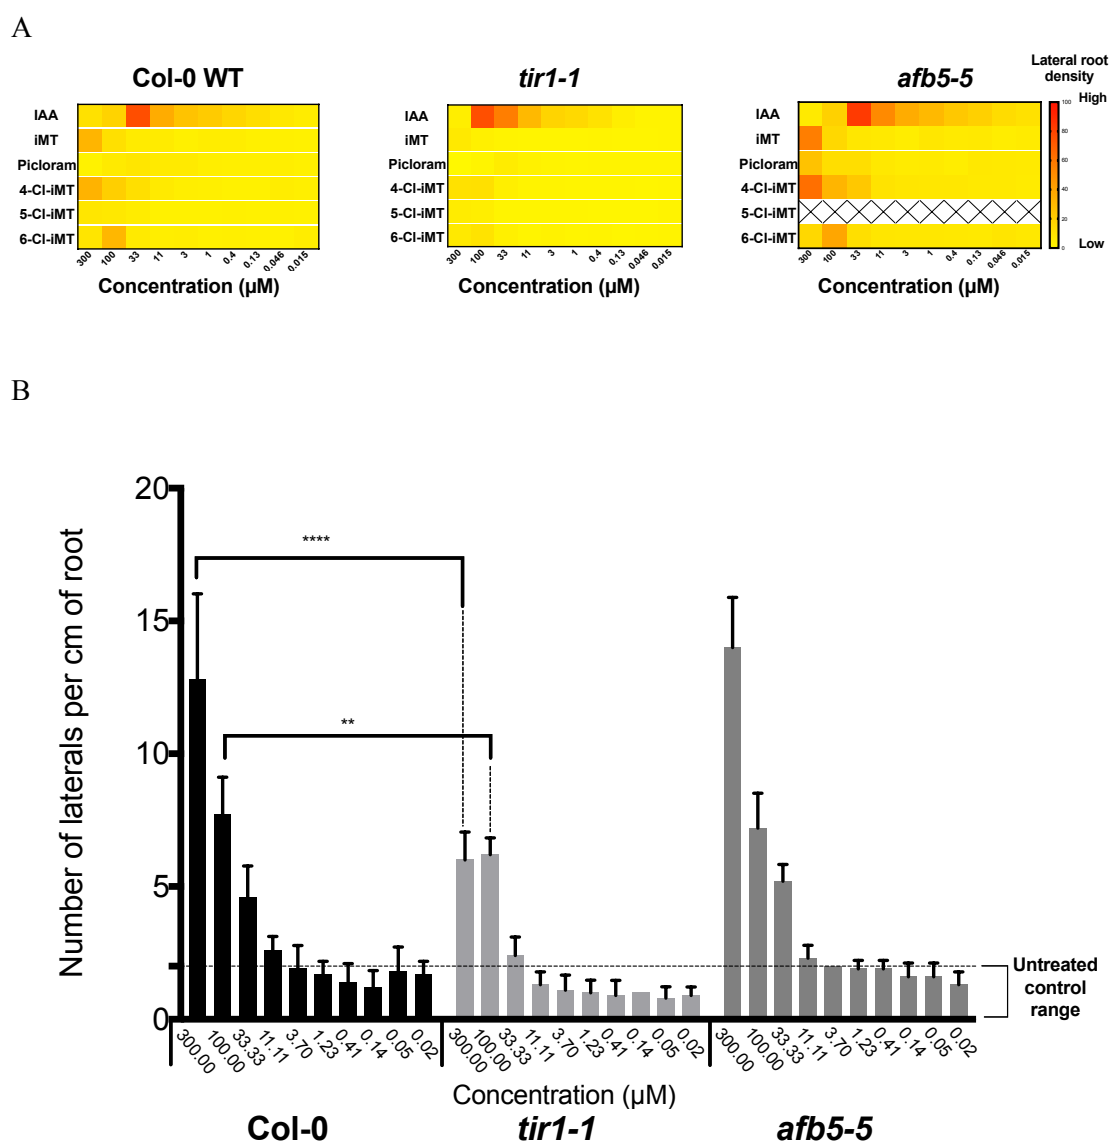 A
Col-0 WT
tir1-1
afb5-5
Lateral root
density
IAA
iMT
Picloram
4-Cl-iMT
5-Cl-iMT
6-Cl-iMT
300 100 33 11 3 1 0.4 0.13 0.046 0.015
Concentration (µM)
IAA
iMT
Picloram
4-Cl-iMT
5-Cl-iMT
6-Cl-iMT
300 100 33 11 3 1 0.4 0.13 0.046 0.015
Concentration (µM)
IAA
iMT
Picloram
4-Cl-iMT
5-Cl-iMT
6-Cl-iMT
300 100 33 11 3 1 0.4 0.13 0.046 0.015
Concentration (µM)
100 High
80
60
40
20
0 Low
B
Number of laterals per cm of root
20
15
10
5
0
****
**
Untreated
control
range
300.00 100.00 33.33 11.11 3.70 1.23 0.41 0.14 0.05 0.02
300.00 100.00 33.33 11.11 3.70 1.23 0.41 0.14 0.05 0.02
300.00 100.00 33.33 11.11 3.70 1.23 0.41 0.14 0.05 0.02
Concentration (µM)
Col-0
tir1-1
afb5-5